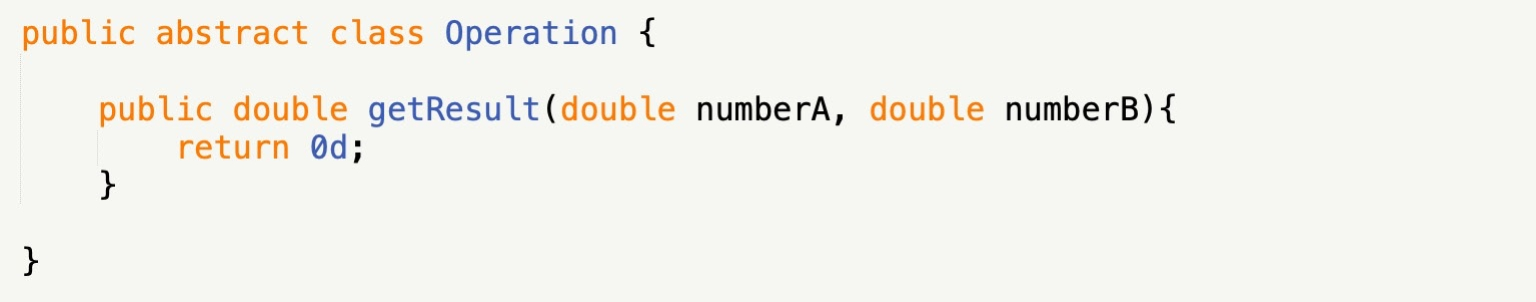 public abstract class Operation {
    public double getResult(double numberA, double numberB){
        return 0d;
    }
}